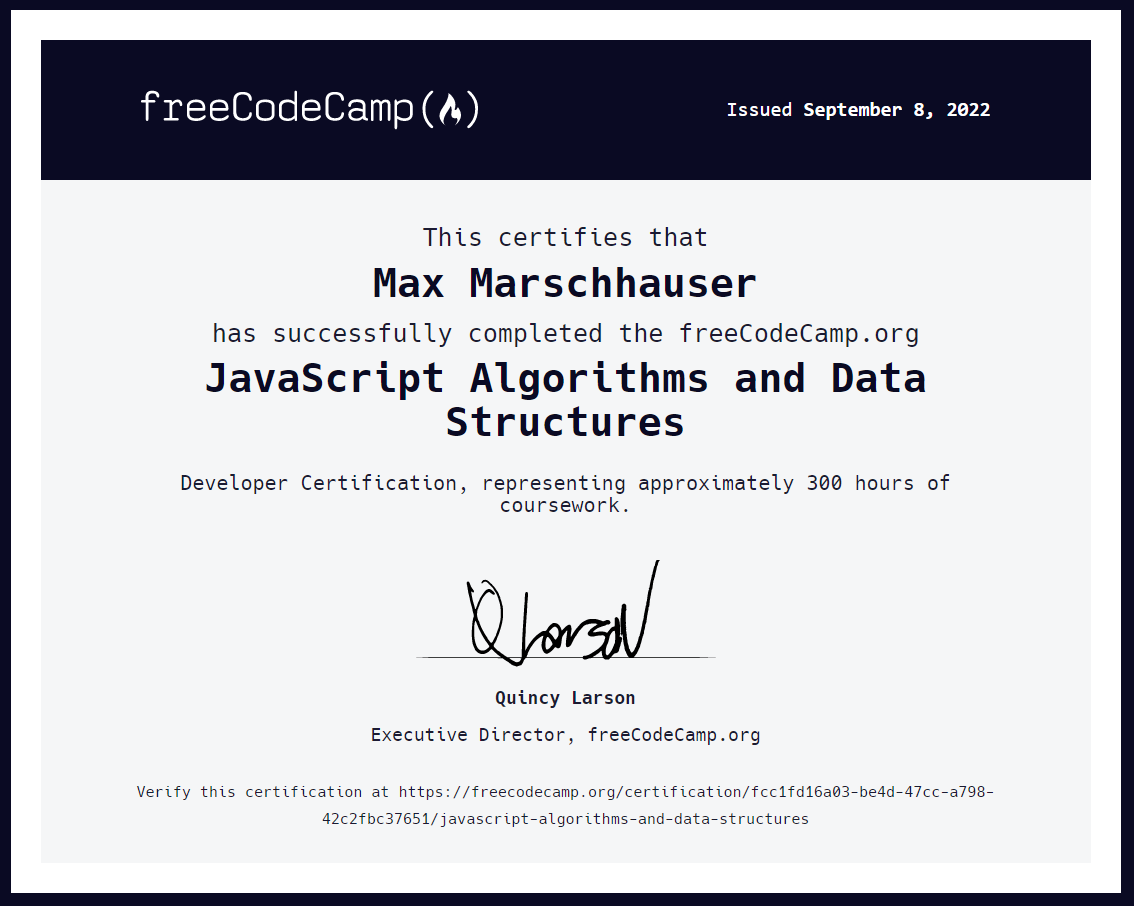 freeCodeCamp()
Issued September 8, 2022
This certifies that
Max Marschhauser
has successfully completed the freeCodeCamp.org
JavaScript Algorithms and Data
Structures
Developer Certification, representing approximately 300 hours of
coursework.
Q Larson
Quincy Larson
Executive Director, freeCodeCamp.org
Verify this certification at https://freecodecamp.org/certification/fcc1fd16a03-be4d-47cc-a798-
42c2fbc37651/javascript-algorithms-and-data-structures